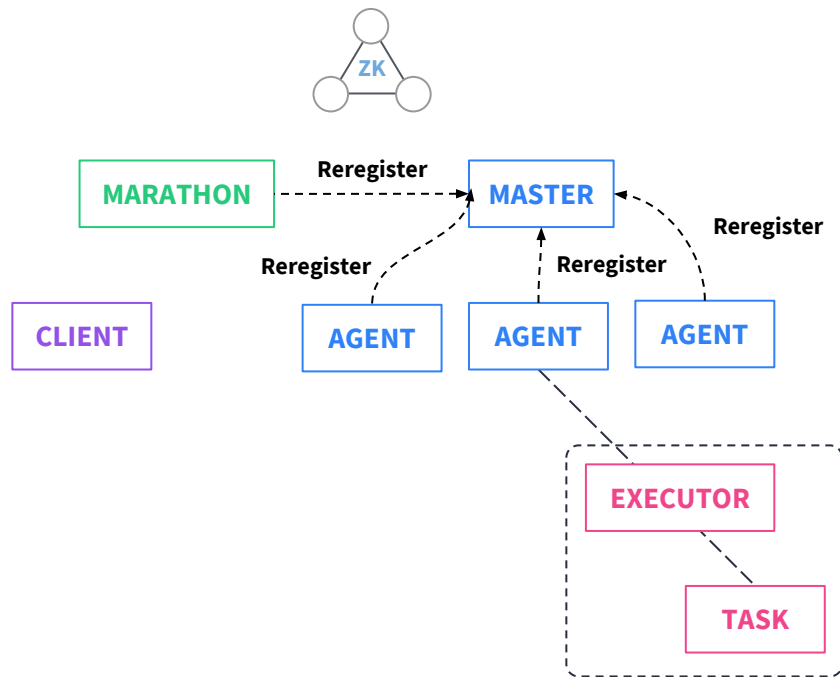 ZK
Reregister
MARATHON
MASTER
Reregister
Reregister
Reregister
CLIENT
AGENT
AGENT
AGENT
EXECUTOR
TASK